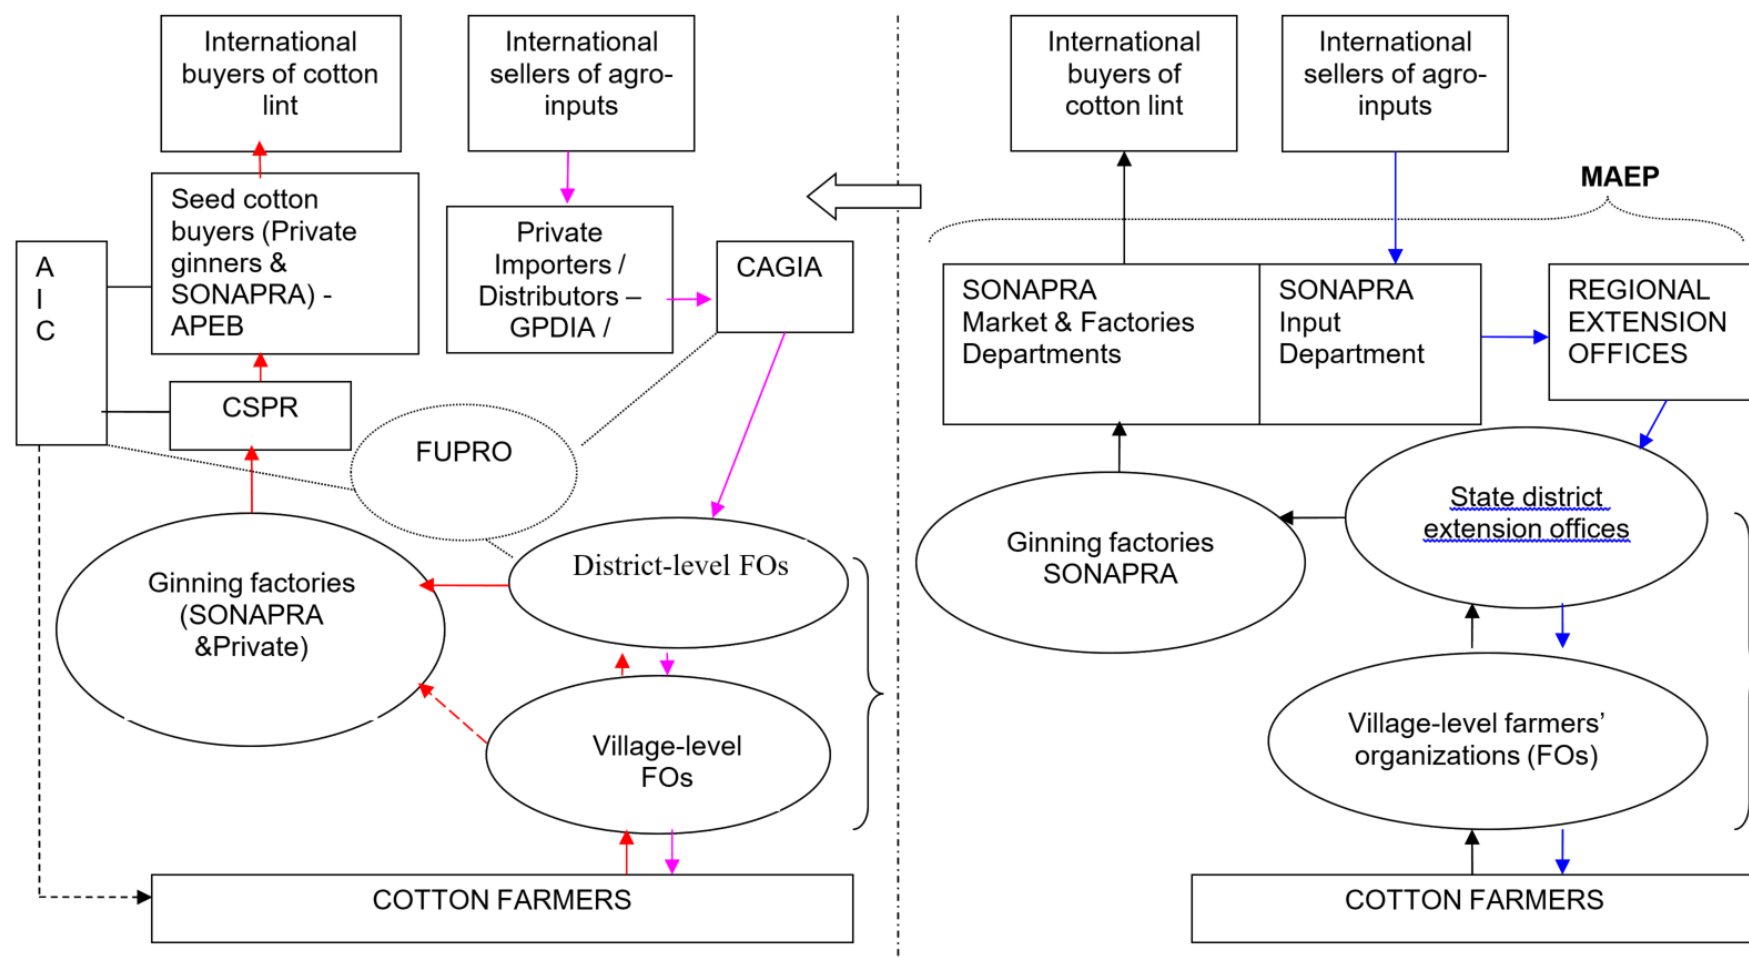 International
buyers of cotton
lint
International
sellers of agro-
inputs
Seed cotton
buyers (Private
ginners &
SONAPRA) -
APEB
Private
Importers /
Distributors –
GPDIA /
CAGIA
A
I
C
CSPR
FUPRO
Ginning factories
(SONAPRA
&Private)
District-level FOs
Village-level
FOs
COTTON FARMERS
International
buyers of
cotton lint
International
sellers of agro-
inputs
MAEP
SONAPRA
Market & Factories
Departments
SONAPRA
Input
Department
REGIONAL
EXTENSION
OFFICES
State district
extension offices
Ginning factories
SONAPRA
Village-level farmers’
organizations (FOs)
COTTON FARMERS